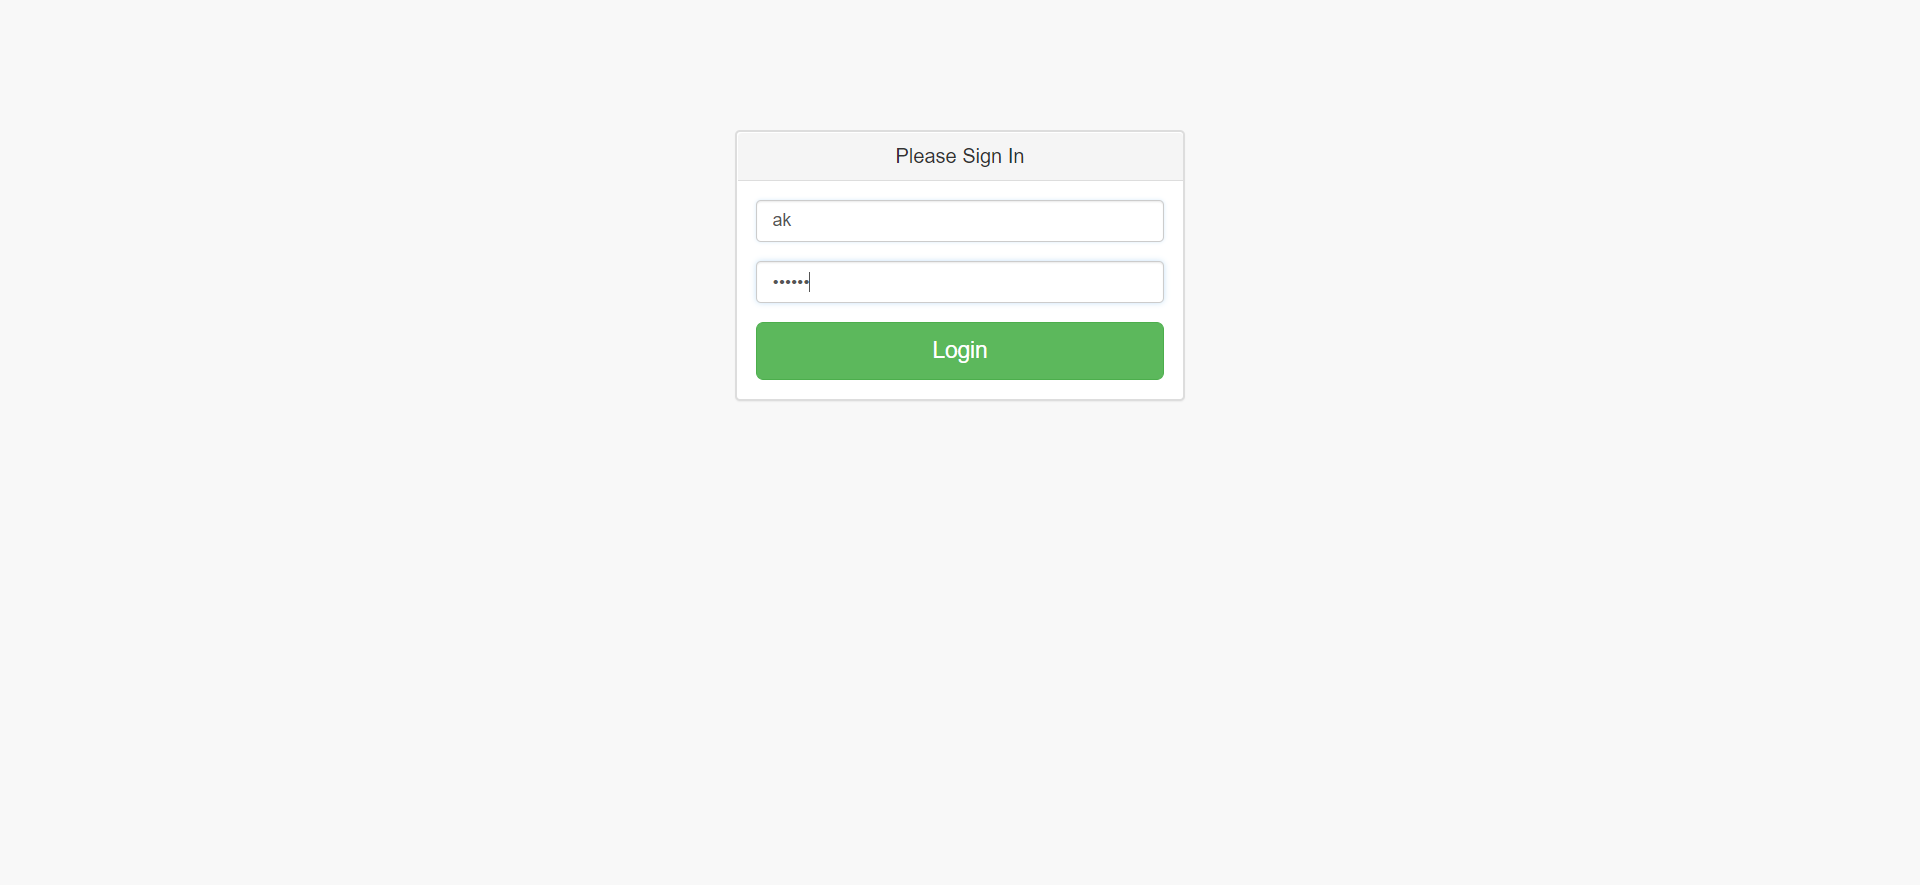 Please Sign In
ak
••••••
Login